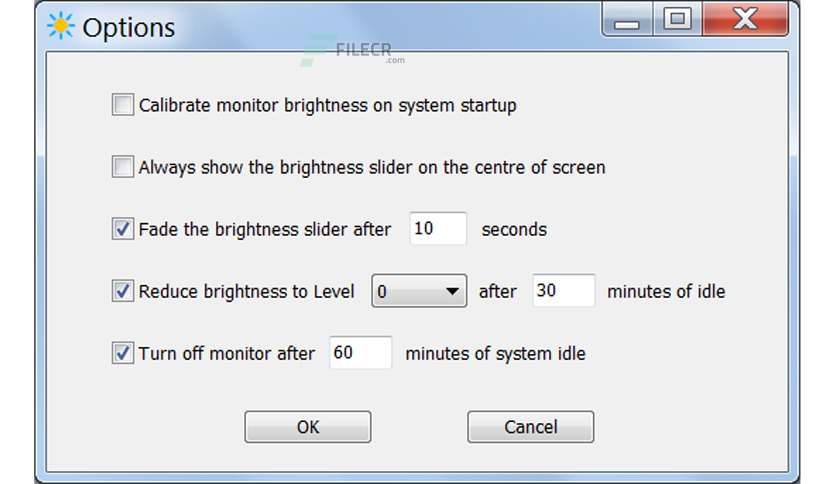 Options
FILECR
.com
Calibrate monitor brightness on system startup
Always show the brightness slider on the centre of screen
Fade the brightness slider after 10 seconds
Reduce brightness to Level 0 after 30 minutes of idle
Turn off monitor after 60 minutes of system idle
OK Cancel